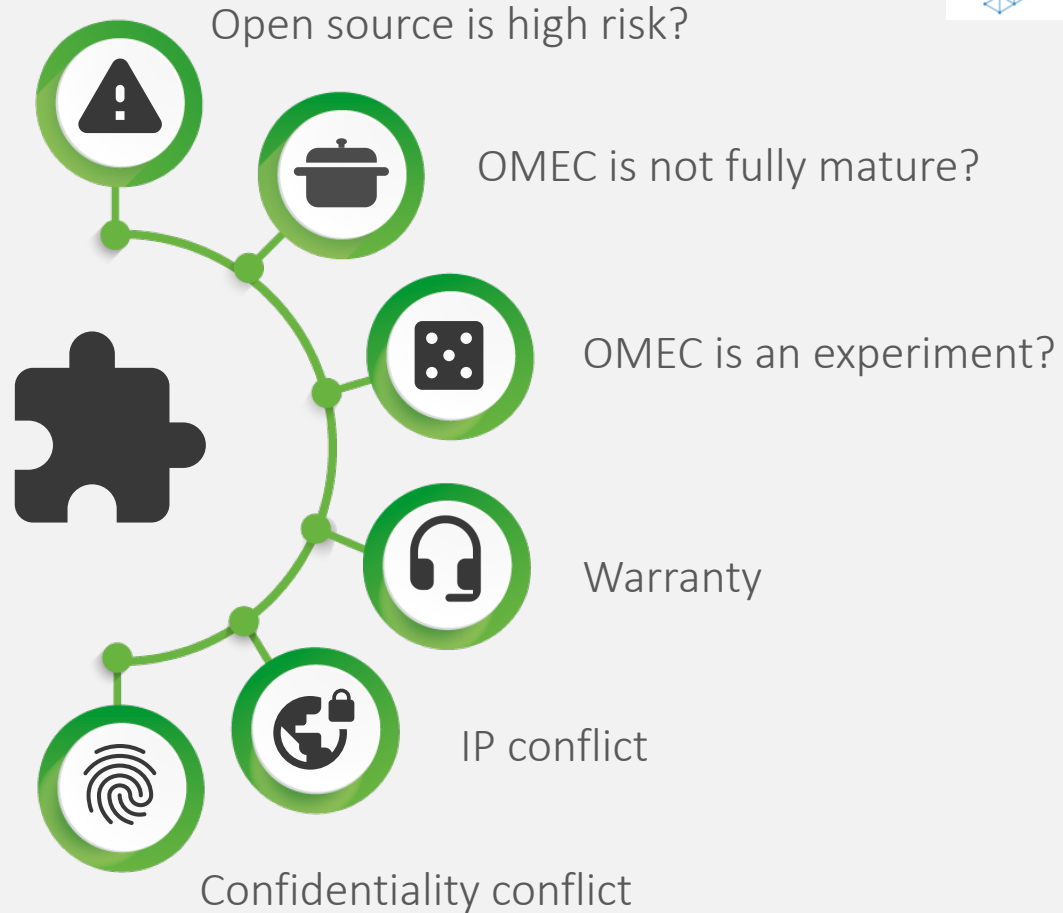 Open source is high risk?
OMEC is not fully mature?
OMEC is an experiment?
Warranty
IP conflict
Confidentiality conflict